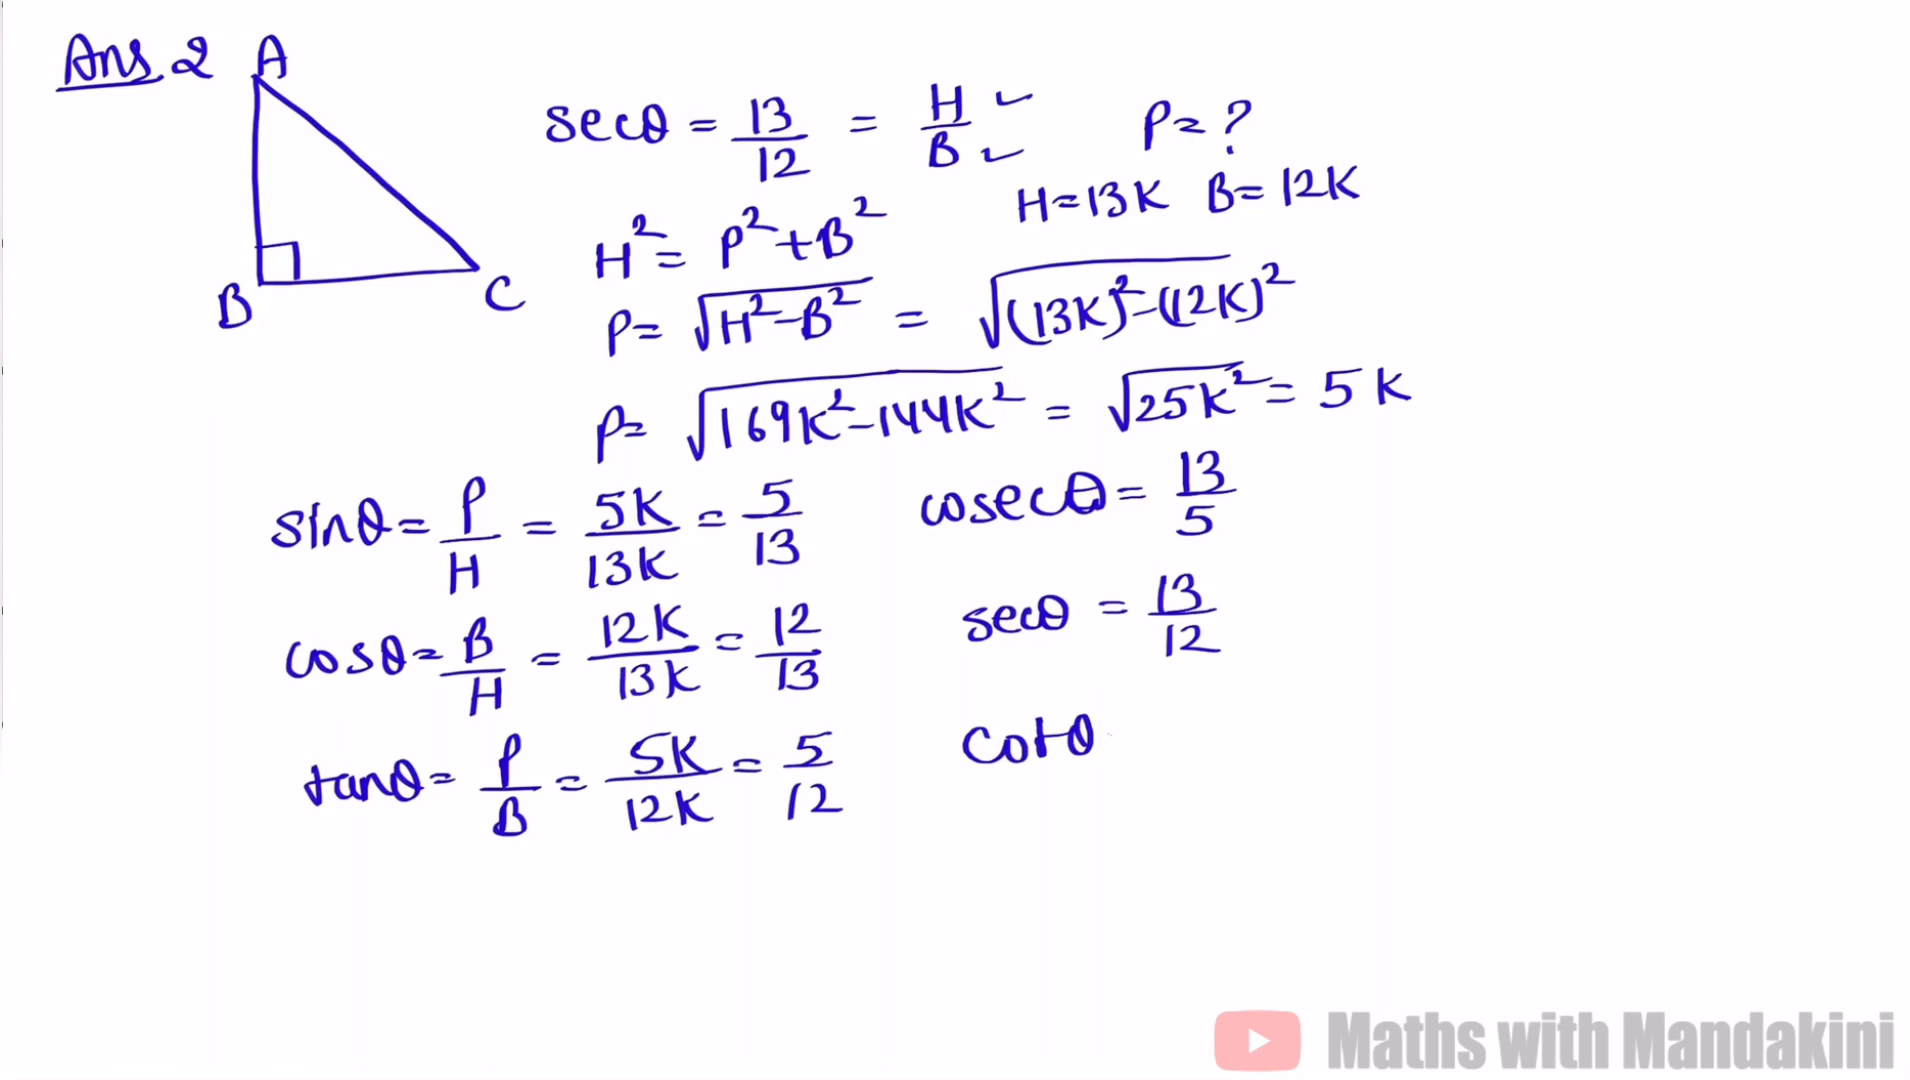 Ans 2
A
B
C
secθ = 13/12 = H/B
P = ?
H = 13K B = 12K
H² = P² + B²
P = √H² - B² = √(13K)² - (12K)²
P = √169K² - 144K² = √25K² = 5K
sinθ = P/H = 5K/13K = 5/13
cosecθ = 13/5
cosθ = B/H = 12K/13K = 12/13
secθ = 13/12
tanθ = P/B = 5K/12K = 5/12
cotθ
Maths with Mandakini